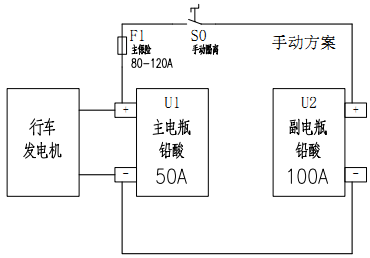 F1
主保险
80-120A
S0
手动隔离
手动方案
行车
发电机
+
-
U1
主电瓶
铅酸
50A
U2
副电瓶
铅酸
100A
+
-